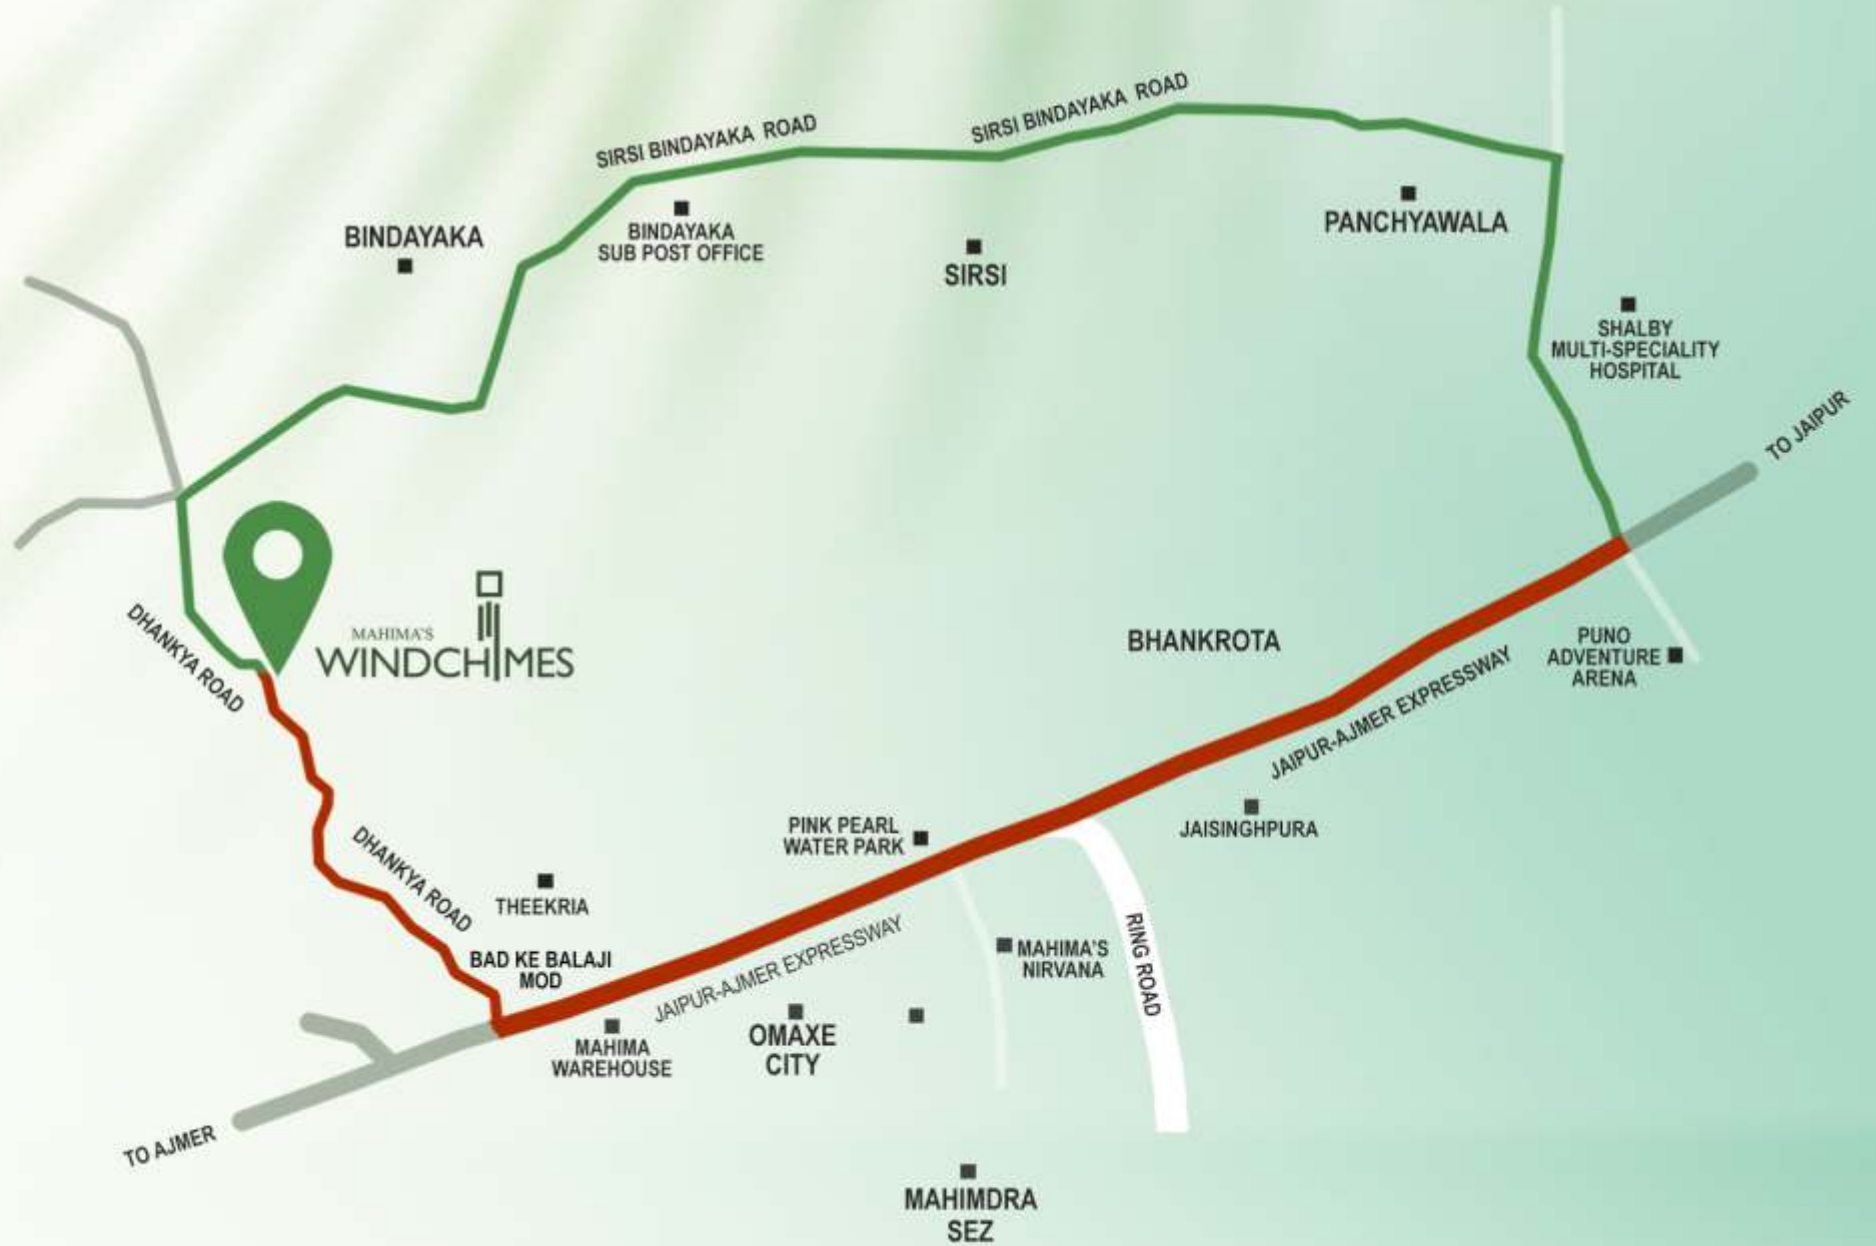 SIRSI BINDAYAKA ROAD
SIRSI BINDAYAKA ROAD
BINDAYAKA
BINDAYAKA
SUB POST OFFICE
SIRSI
PANCHYAWALA
SHALBY
MULTI-SPECIALITY
HOSPITAL
TO JAIPUR
DHANKYA ROAD
MAHIMA'S
WINDCHIMES
BHANKROTA
PUNO
ADVENTURE
ARENA
JAIPUR-AJMER EXPRESSWAY
JAISINGHPURA
PINK PEARL
WATER PARK
DHANKYA ROAD
THEEKRIA
BAD KE BALAJI
MOD
JAIPUR-AJMER EXPRESSWAY
MAHIMA'S
NIRVANA
RING ROAD
MAHIMA
WAREHOUSE
OMAXE
CITY
TO AJMER
MAHIMDRA
SEZ